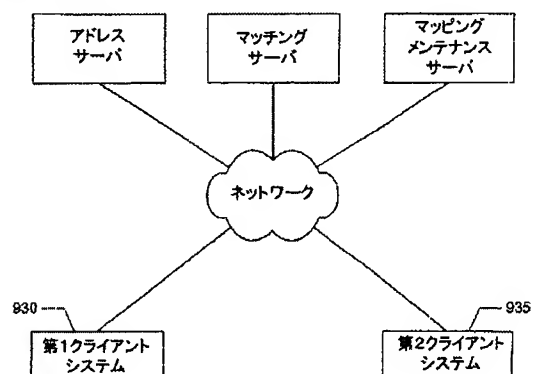 アドレス
サーバ
マッチング
サーバ
マッピング
メンテナンス
サーバ
ネットワーク
930
935
第1クライアント
システム
第2クライアント
システム